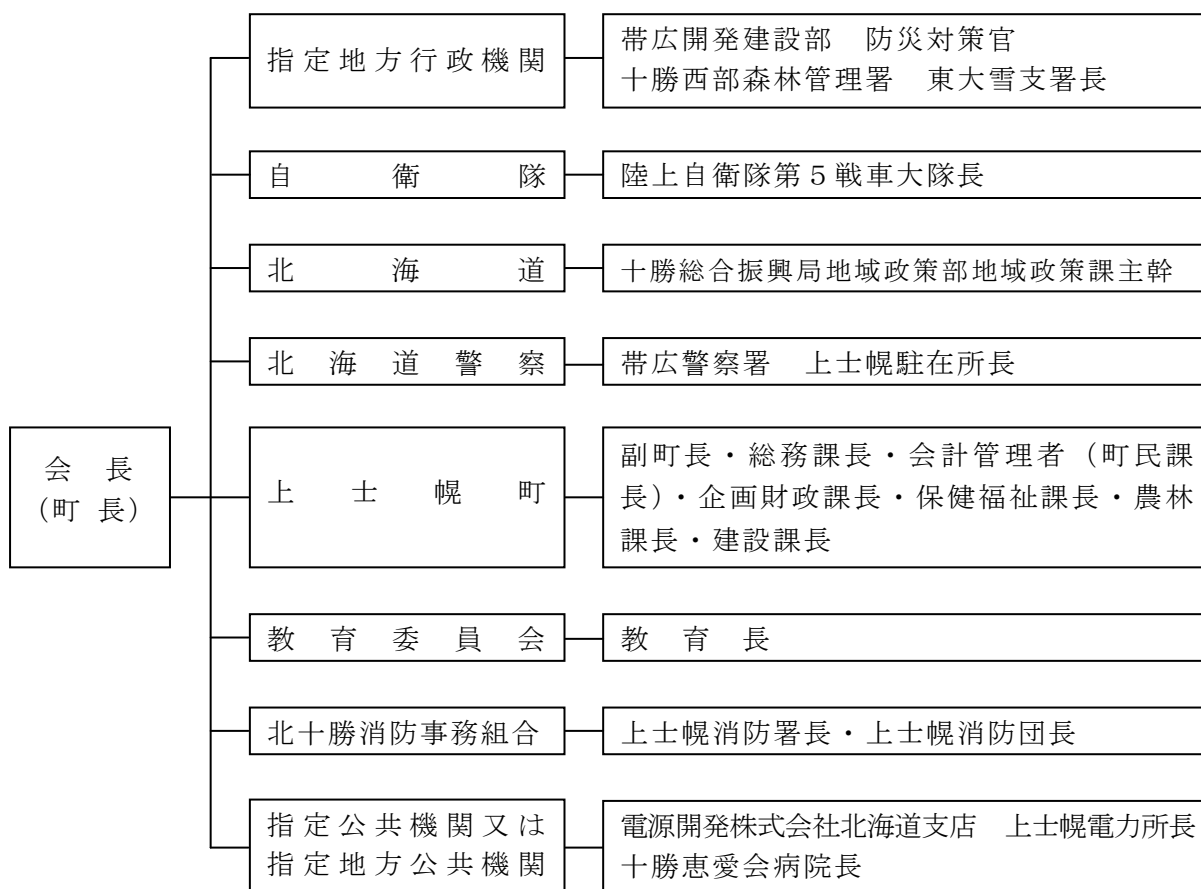 指定地方行政機関
帯広開発建設部　防災対策官
十勝西部森林管理署　東大雪支署長
自衛隊
陸上自衛隊第５戦車大隊長
北海道
十勝総合振興局地域政策部地域政策課主幹
北海道警察
帯広警察署　上士幌駐在所長
会長
（町長）
上士幌町
副町長・総務課長・会計管理者（町民課
長）・企画財政課長・保健福祉課長・農林
課長・建設課長
教育委員会
教育長
北十勝消防事務組合
上士幌消防署長・上士幌消防団長
指定公共機関又は
指定地方公共機関
電源開発株式会社北海道支店　上士幌電力所長
十勝恵愛会病院長